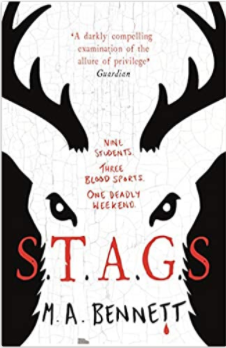 'A darkly compelling
examination of the
allure of privilege'
Guardian
NINE
STUDENTS.
THREE
BLOOD SPORTS.
ONE DEADLY
WEEKEND.
S.T.A.G.S
M. A. BENNETT